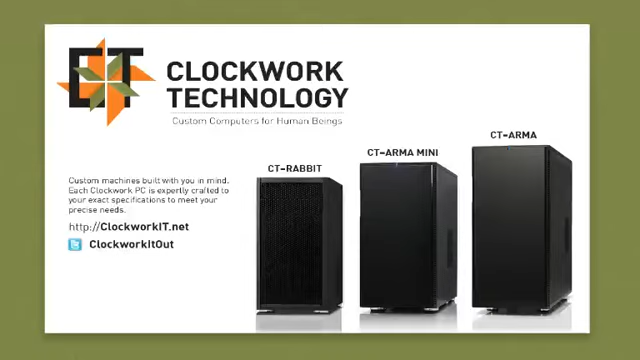 CT
CLOCKWORK
TECHNOLOGY
Custom Computers for Human Beings
CT-ARMA
CT-ARMA MINI
CT-RABBIT
Custom machines built with you in mind.
Each Clockwork PC is expertly crafted to
your exact specifications to meet your
precise needs.
http://ClockworkIT.net
ClockworkitOut